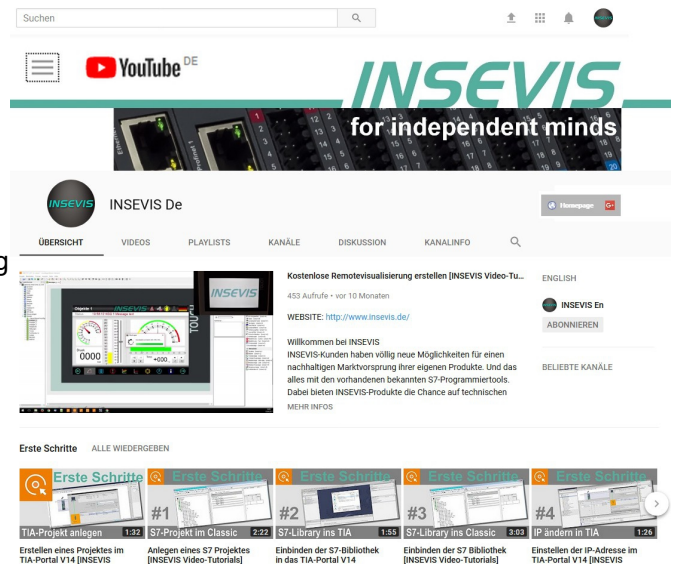 Suchen
YouTube DE
INSEVIS
for independent minds
INSEVIS
INSEVIS De
Homepage G+
ÜBERSICHT VIDEOS PLAYLISTS KANÄLE DISKUSSION KANALINFO
g
Kostenlose Remotevisualisierung erstellen [INSEVIS Video-Tu...
453 Aufrufe • vor 10 Monaten
WEBSITE: http://www.insevis.de/
Willkommen bei INSEVIS
INSEVIS-Kunden haben völlig neue Möglichkeiten für einen
nachhaltigen Marktvorsprung ihrer eigenen Produkte. Und das
alles mit den vorhandenen bekannten S7-Programmiertools.
Dabei bieten INSEVIS-Produkte die Chance auf technischen
MEHR INFOS
INSEVIS
INSEVIS
TOUCH
0000
+000
ENGLISH
INSEVIS En
ABONNIEREN
BELIEBTE KANÄLE
Erste Schritte ALLE WIEDERGEBEN
Erste Schritte
TIA-Projekt anlegen 1:32
Erstellen eines Projektes im
TIA-Portal V14 [INSEVIS
Erste Schritte
#1
S7-Projekt im Classic 2:22
Anlegen eines S7 Projektes
[INSEVIS Video-Tutorials]
Erste Schritte
#2
S7-Library ins TIA 1:55
Einbinden der S7-Bibliothek
in das TIA-Portal V14
Erste Schritte
#3
S7-Library ins Classic 3:03
Einbinden der S7 Bibliothek
[INSEVIS Video-Tutorials]
Erste Schritte
#4
IP ändern in TIA 1:26
Einstellen der IP-Adresse im
TIA-Portal V14 [INSEVIS